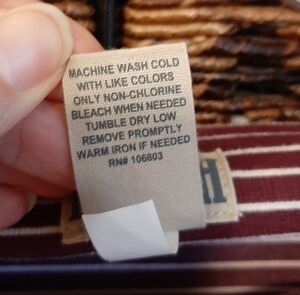 MACHINE WASH COLD
WITH LIKE COLORS
ONLY NON-CHLORINE
BLEACH WHEN NEEDED
TUMBLE DRY LOW
REMOVE PROMPTLY
WARM IRON IF NEEDED
RN# 106803